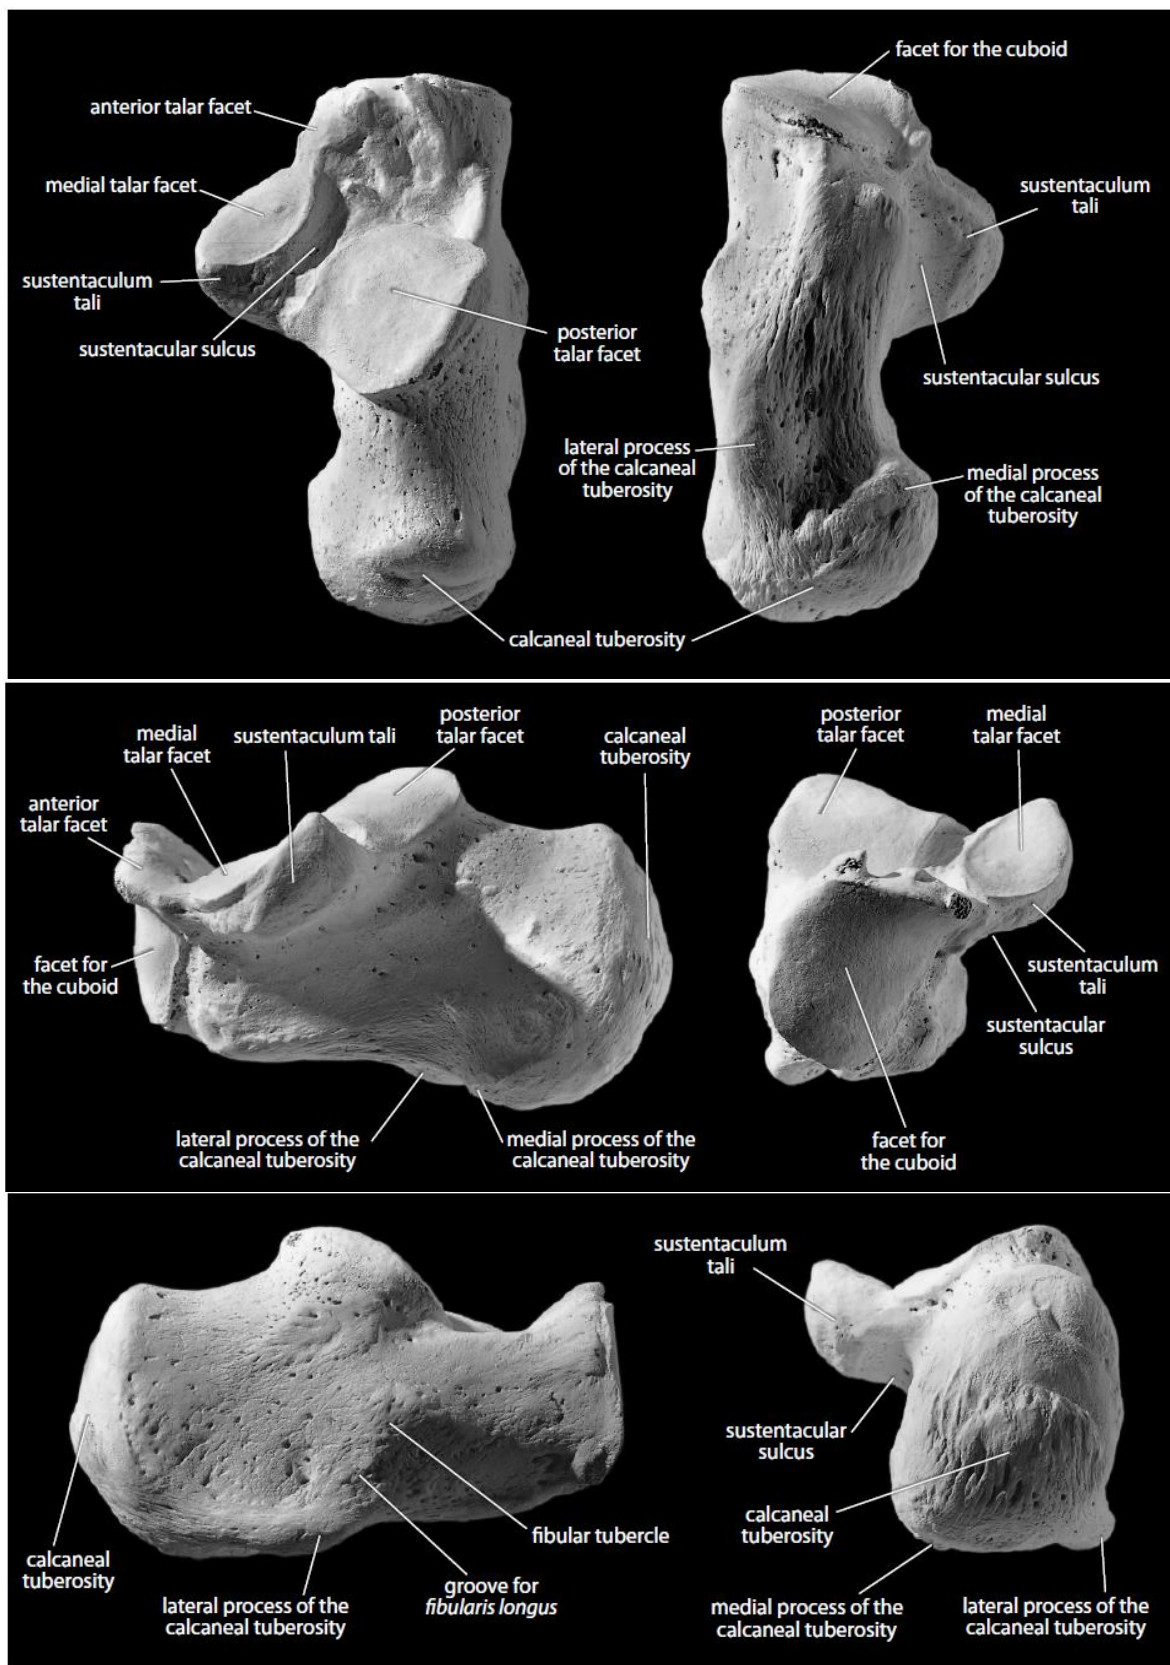 facet for the cuboid
anterior talar facet
medial talar facet
sustentaculum
tali
sustentaculum
tali
sustentacular sulcus
posterior
talar facet
sustentacular sulcus
lateral process
of the calcaneal
tuberosity
medial process
of the calcaneal
tuberosity
calcaneal tuberosity
posterior
talar facet
medial
talar facet
sustentaculum tali
calcaneal
tuberosity
anterior
talar facet
facet for
the cuboid
lateral process of the
calcaneal tuberosity
medial process of the
calcaneal tuberosity
posterior
talar facet
medial
talar facet
sustentaculum
tali
sustentacular
sulcus
facet for
the cuboid
calcaneal
tuberosity
lateral process of the
calcaneal tuberosity
groove for
fibularis longus
fibular tubercle
sustentaculum
tali
sustentacular
sulcus
calcaneal
tuberosity
medial process of the
calcaneal tuberosity
lateral process of the
calcaneal tuberosity